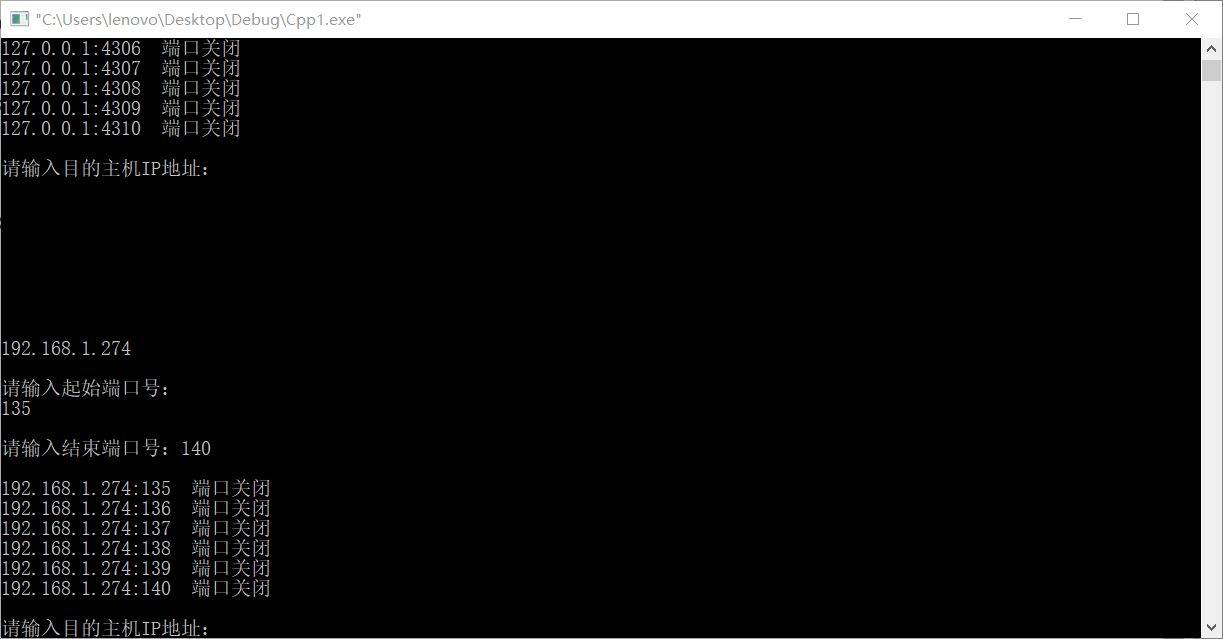 "C:\Users\lenovo\Desktop\Debug\Cpp1.exe"
127.0.0.1:4306  端口关闭
127.0.0.1:4307  端口关闭
127.0.0.1:4308  端口关闭
127.0.0.1:4309  端口关闭
127.0.0.1:4310  端口关闭
请输入目的主机IP地址：
192.168.1.274
请输入起始端口号：
135
请输入结束端口号：140
192.168.1.274:135  端口关闭
192.168.1.274:136  端口关闭
192.168.1.274:137  端口关闭
192.168.1.274:138  端口关闭
192.168.1.274:139  端口关闭
192.168.1.274:140  端口关闭
请输入目的主机IP地址：